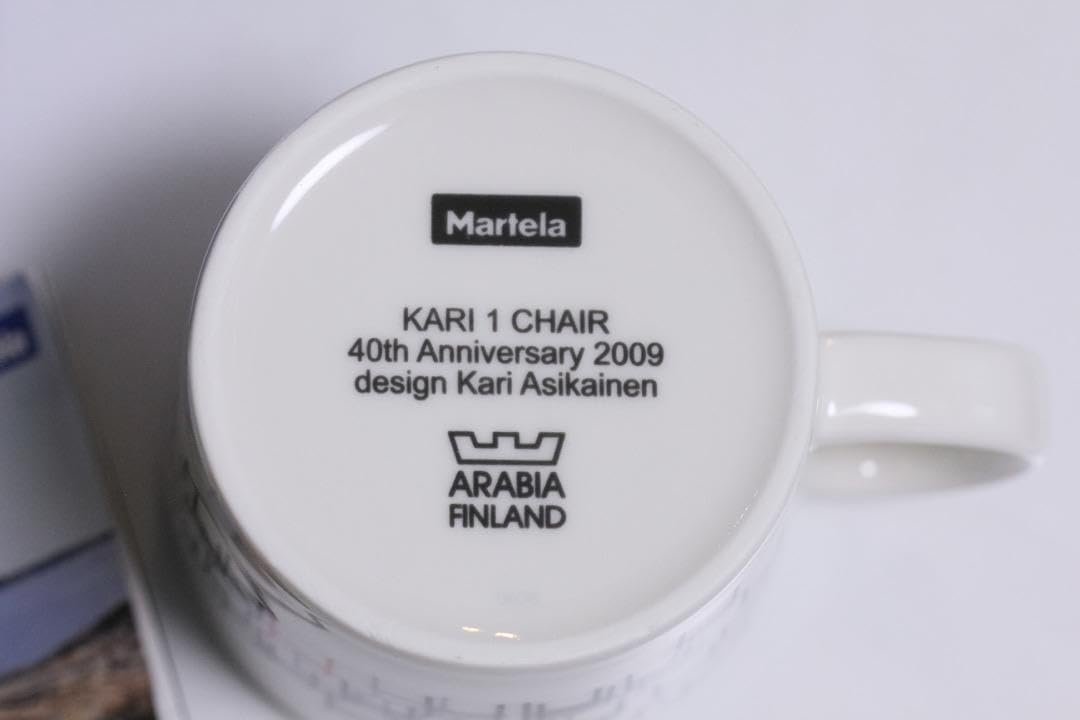 Martela
KARI 1 CHAIR
40th Anniversary 2009
design Kari Asikainen
ARABIA
FINLAND